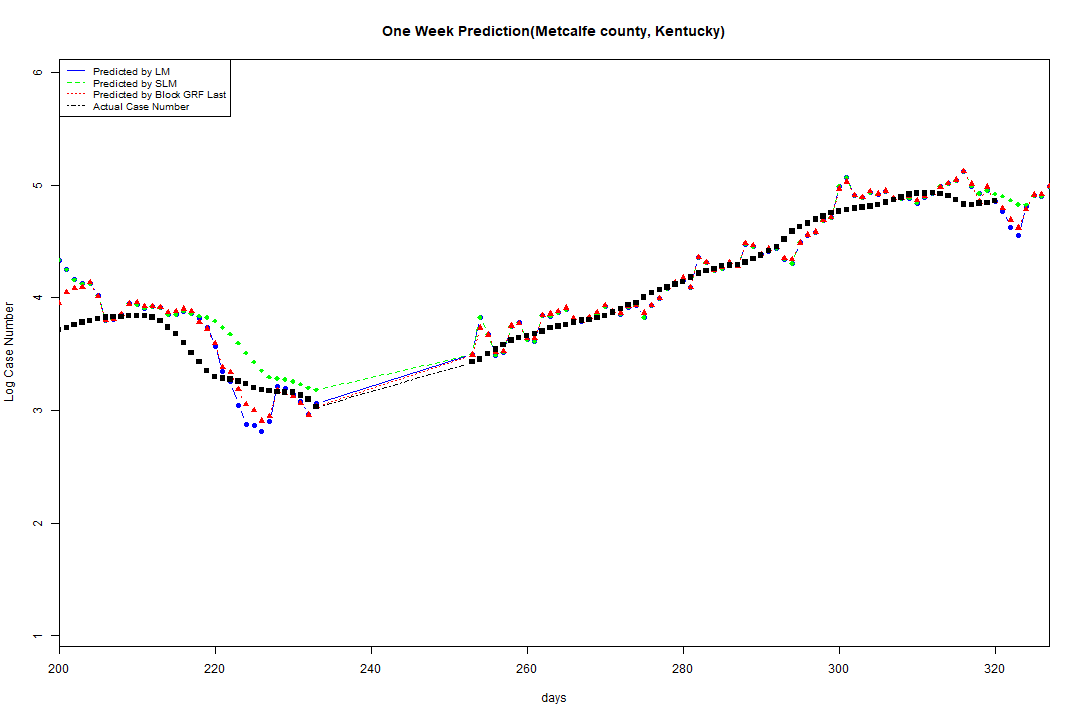 One Week Prediction(Metcalfe county, Kentucky)
Predicted by LM
Predicted by SLM
Predicted by Block GRF Last
Actual Case Number
6
5
4
3
2
1
Log Case Number
200 220 240 260 280 300 320
days